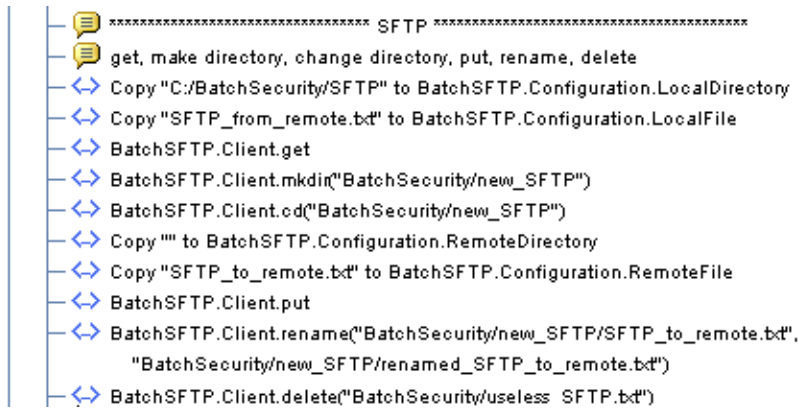 ********************************** SFTP *****************************************
get, make directory, change directory, put, rename, delete
Copy "C:/BatchSecurity/SFTP" to BatchSFTP.Configuration.LocalDirectory
Copy "SFTP_from_remote.txt" to BatchSFTP.Configuration.LocalFile
BatchSFTP.Client.get
BatchSFTP.Client.mkdir("BatchSecurity/new_SFTP")
BatchSFTP.Client.cd("BatchSecurity/new_SFTP")
Copy "" to BatchSFTP.Configuration.RemoteDirectory
Copy "SFTP_to_remote.txt" to BatchSFTP.Configuration.RemoteFile
BatchSFTP.Client.put
BatchSFTP.Client.rename("BatchSecurity/new_SFTP/SFTP_to_remote.txt",
"BatchSecurity/new_SFTP/renamed_SFTP_to_remote.txt")
BatchSFTP.Client.delete("BatchSecurity/useless_SFTP.txt")